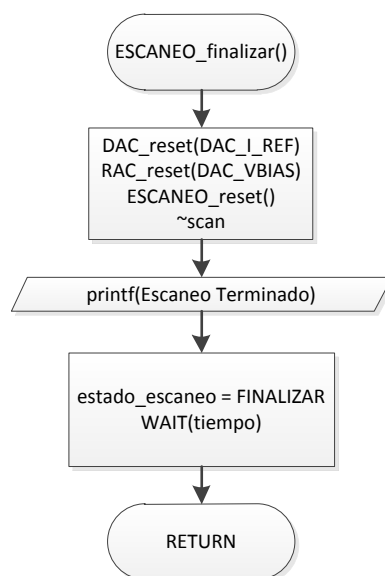 ESCANEO_finalizar()
DAC_reset(DAC_I_REF)
RAC_reset(DAC_VBIAS)
ESCANEO_reset()
~scan
printf(Escaneo Terminado)
estado_escaneo = FINALIZAR
WAIT(tiempo)
RETURN